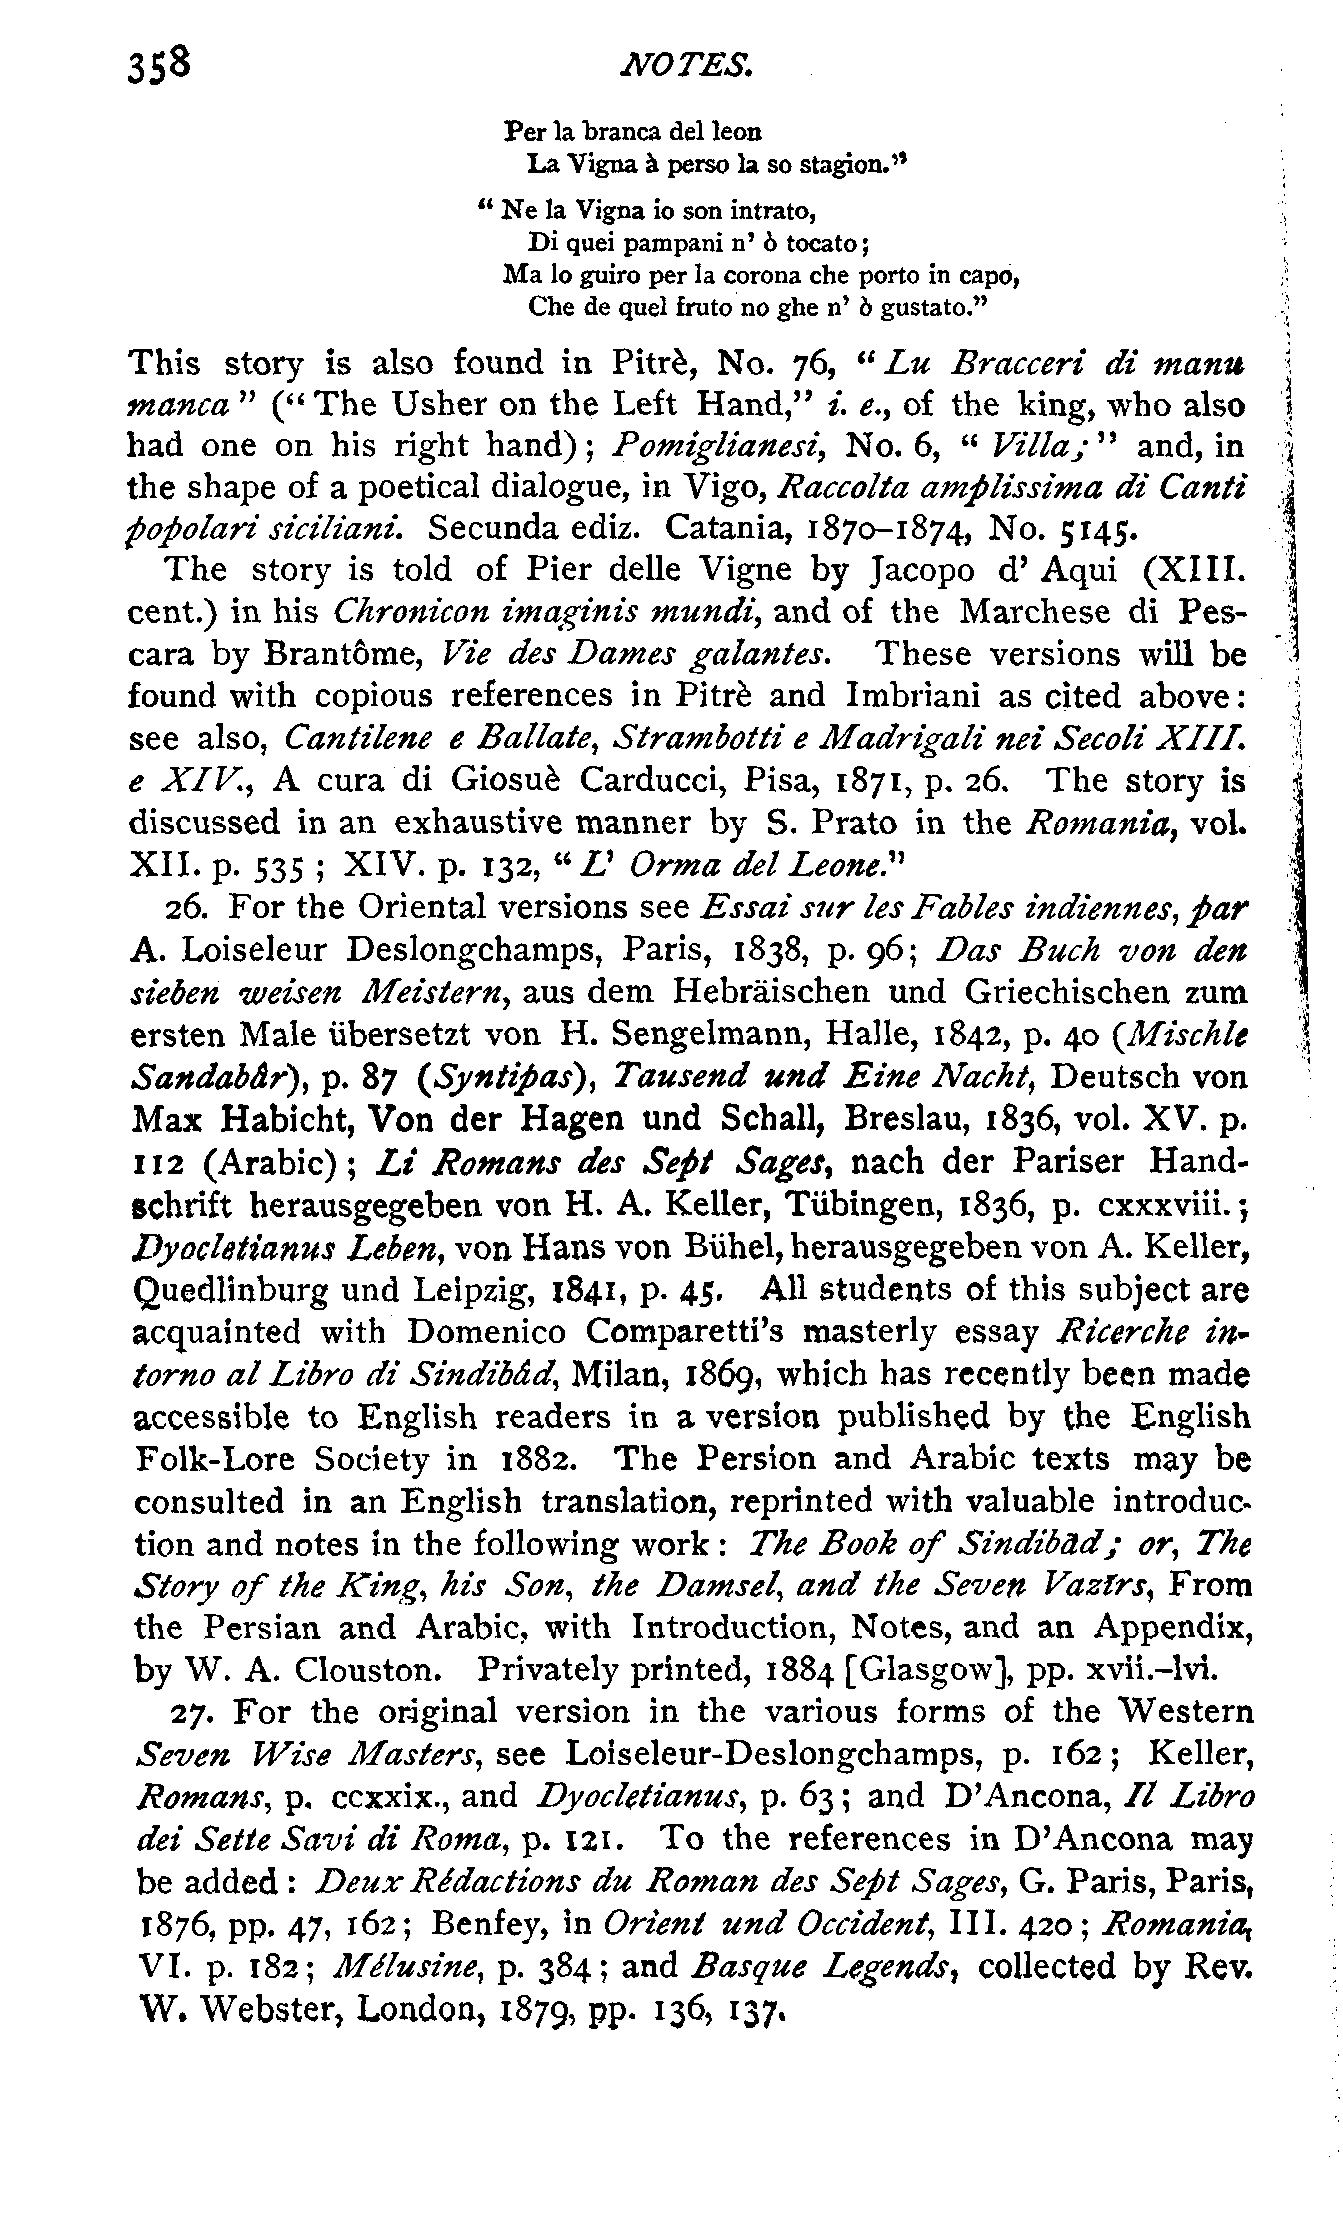 358 NOTES.
Per la branca del leon
La Vigna à perso la so stagion."
"Ne la Vigna io son intrato,
Di quei pampani n' ò tocato;
Ma lo guiro per la corona che porto in capo,
Che de quel fruto no ghe n' ò gustato."
This story is also found in Pitrè, No. 76, "Lu Bracceri di manu
manca" ("The Usher on the Left Hand," i. e., of the king, who also
had one on his right hand); Pomiglianesi, No. 6, "Villa;" and, in
the shape of a poetical dialogue, in Vigo, Raccolta amplissima di Canti
popolari siciliani. Secunda ediz. Catania, 1870–1874, No. 5145.
The story is told of Pier delle Vigne by Jacopo d' Aqui (XIII.
cent.) in his Chronicon imaginis mundi, and of the Marchese di Pes-
cara by Brantôme, Vie des Dames galantes. These versions will be
found with copious references in Pitrè and Imbriani as cited above:
see also, Cantilene e Ballate, Strambotti e Madrigali nei Secoli XIII.
e XIV., A cura di Giosuè Carducci, Pisa, 1871, p. 26. The story is
discussed in an exhaustive manner by S. Prato in the Romania, vol.
XII. p. 535; XIV. p. 132, "L' Orma del Leone."
26. For the Oriental versions see Essai sur les Fables indiennes, par
A. Loiseleur Deslongchamps, Paris, 1838, p. 96; Das Buch von den
sieben weisen Meistern, aus dem Hebräischen und Griechischen zum
ersten Male übersetzt von H. Sengelmann, Halle, 1842, p. 40 (Mischle
Sandabâr), p. 87 (Syntipas), Tausend und Eine Nacht, Deutsch von
Max Habicht, Von der Hagen und Schall, Breslau, 1836, vol. XV. p.
112 (Arabic); Li Romans des Sept Sages, nach der Pariser Hand-
schrift herausgegeben von H. A. Keller, Tübingen, 1836, p. cxxxviii.;
Dyocletianus Leben, von Hans von Bühel, herausgegeben von A. Keller,
Quedlinburg und Leipzig, 1841, p. 45. All students of this subject are
acquainted with Domenico Comparetti's masterly essay Ricerche in-
torno al Libro di Sindibâd, Milan, 1869, which has recently been made
accessible to English readers in a version published by the English
Folk-Lore Society in 1882. The Persion and Arabic texts may be
consulted in an English translation, reprinted with valuable introduc-
tion and notes in the following work: The Book of Sindibād; or, The
Story of the King, his Son, the Damsel, and the Seven Vazīrs, From
the Persian and Arabic, with Introduction, Notes, and an Appendix,
by W. A. Clouston. Privately printed, 1884 [Glasgow], pp. xvii.–lvi.
27. For the original version in the various forms of the Western
Seven Wise Masters, see Loiseleur-Deslongchamps, p. 162; Keller,
Romans, p. ccxxix., and Dyocletianus, p. 63; and D'Ancona, Il Libro
dei Sette Savi di Roma, p. 121. To the references in D'Ancona may
be added: Deux Rédactions du Roman des Sept Sages, G. Paris, Paris,
1876, pp. 47, 162; Benfey, in Orient und Occident, III. 420; Romania,
VI. p. 182; Mélusine, p. 384; and Basque Legends, collected by Rev.
W. Webster, London, 1879, pp. 136, 137.